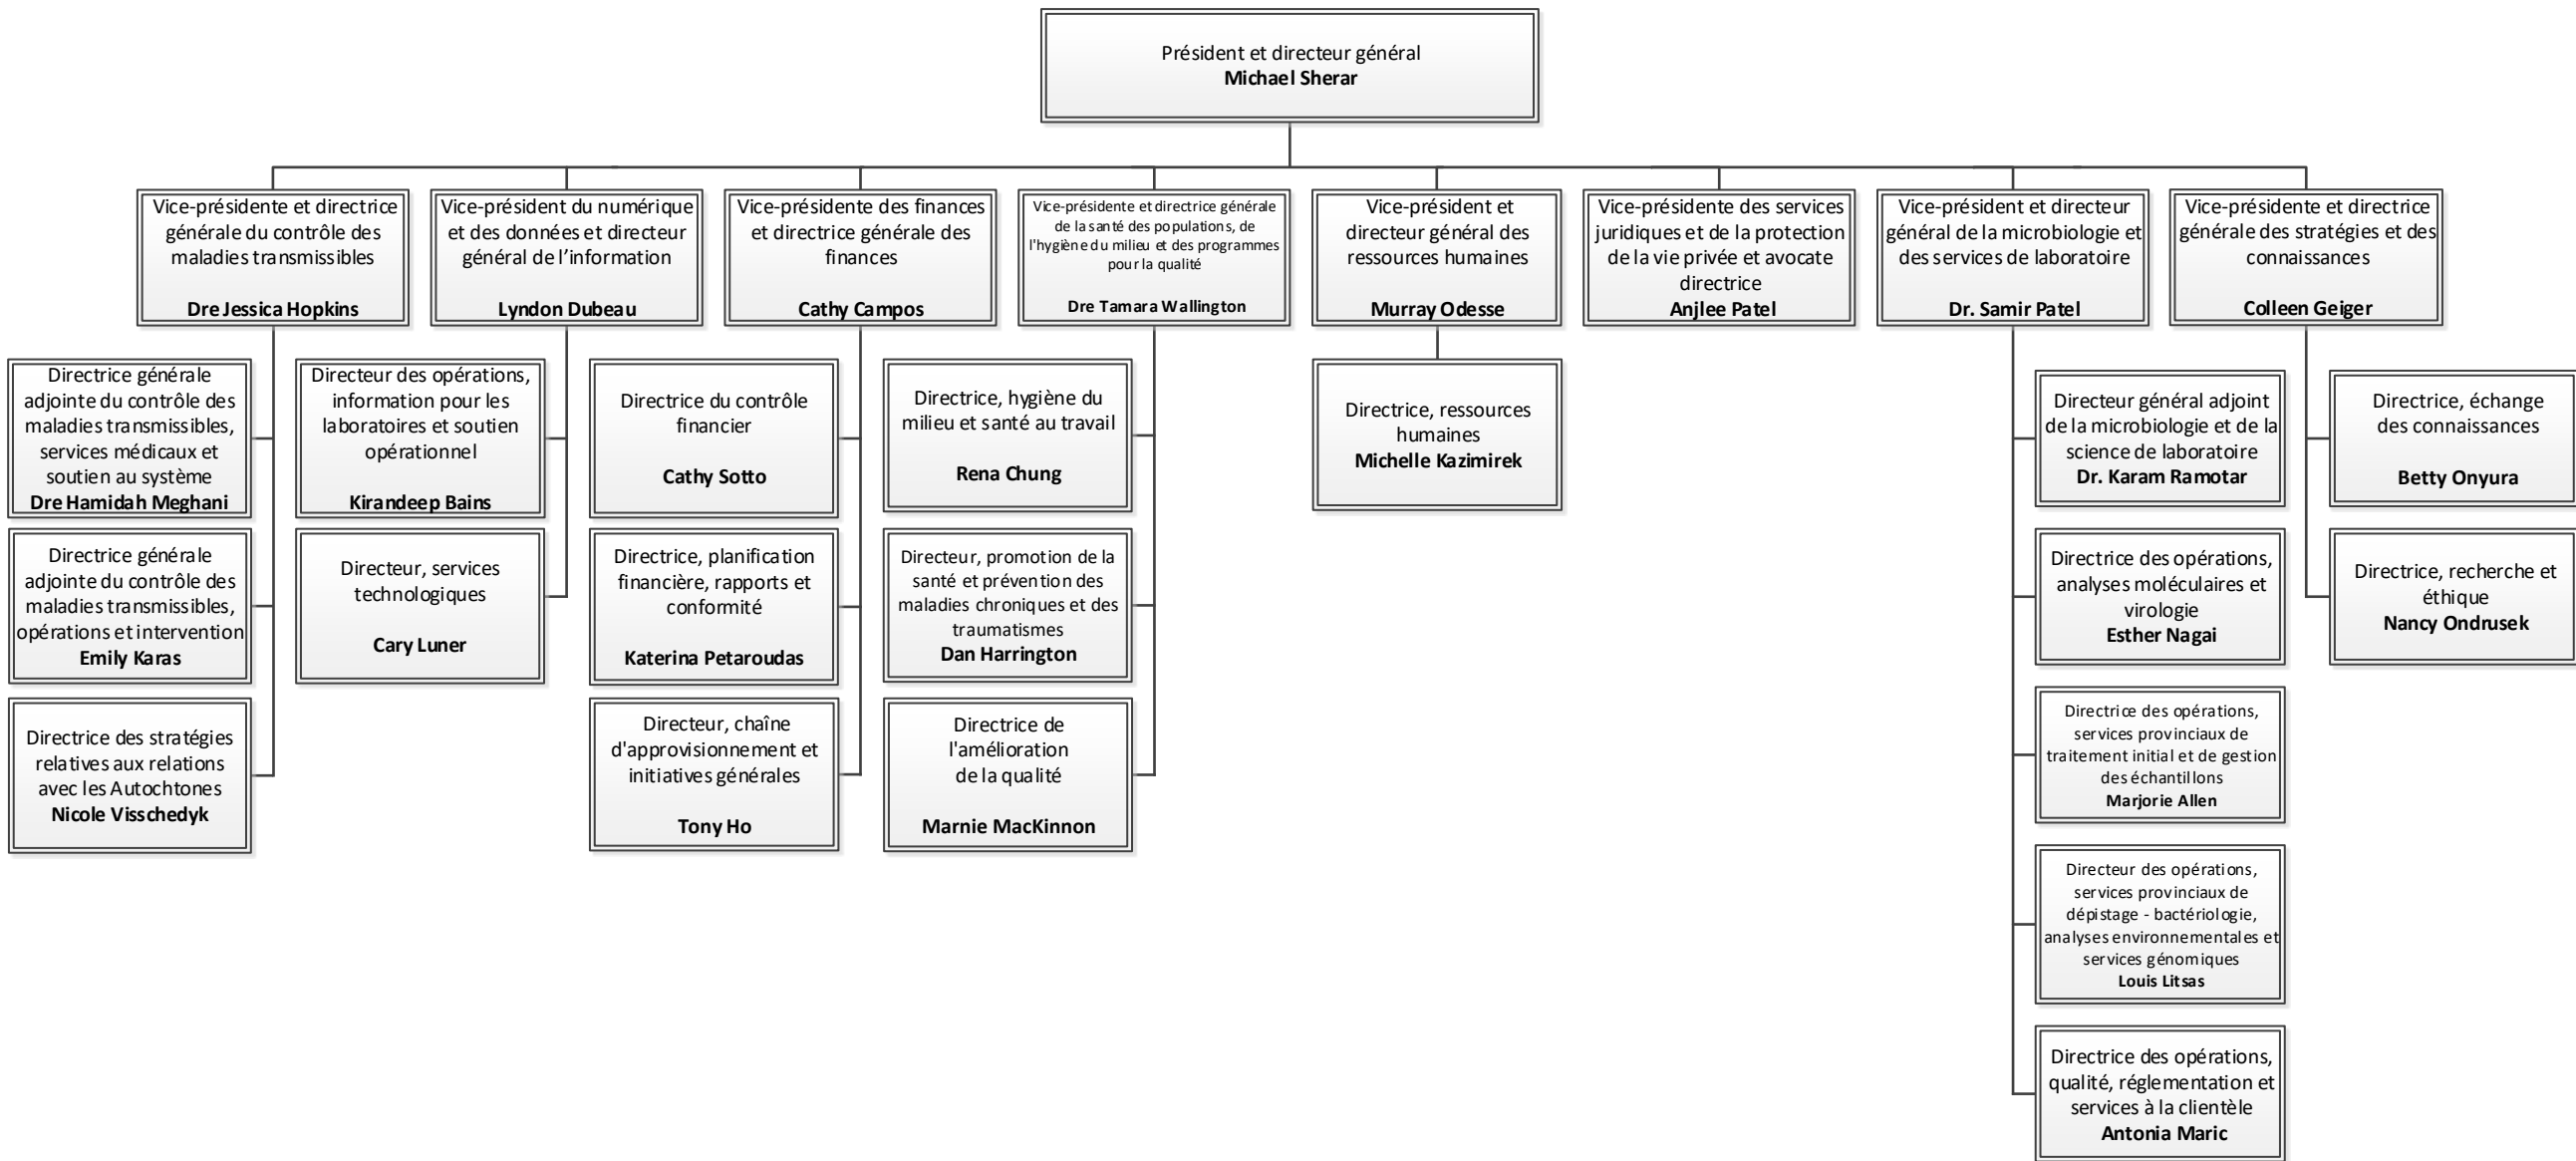 Président et directeur général
Michael Sherar
Vice-présidente et directrice
générale du contrôle des
maladies transmissibles
Dre Jessica Hopkins
Vice-président du numérique
et des données et directeur
général de l’information
Lyndon Dubeau
Vice-présidente des finances
et directrice générale des
finances
Cathy Campos
Vice-présidente et directrice générale
de la santé des populations, de
l'hygiène du milieu et des programmes
pour la qualité
Dre Tamara Wallington
Vice-président et
directeur général des
ressources humaines
Murray Odesse
Vice-présidente des services
juridiques et de la protection
de la vie privée et avocate
directrice
Anjlee Patel
Vice-président et directeur
général de la microbiologie et
des services de laboratoire
Dr. Samir Patel
Vice-présidente et directrice
générale des stratégies et des
connaissances
Colleen Geiger
Directrice générale
adjointe du contrôle des
maladies transmissibles,
services médicaux et
soutien au système
Dre Hamidah Meghani
Directrice générale
adjointe du contrôle des
maladies transmissibles,
opérations et intervention
Emily Karas
Directrice des stratégies
relatives aux relations
avec les Autochtones
Nicole Visschedyk
Directeur des opérations,
information pour les
laboratoires et soutien
opérationnel
Kirandeep Bains
Directeur, services
technologiques
Cary Luner
Directrice du contrôle
financier
Cathy Sotto
Directrice, planification
financière, rapports et
conformité
Katerina Petaroudas
Directeur, chaîne
d'approvisionnement et
initiatives générales
Tony Ho
Directrice, hygiène du
milieu et santé au travail
Rena Chung
Directeur, promotion de la
santé et prévention des
maladies chroniques et des
traumatismes
Dan Harrington
Directrice de
l'amélioration
de la qualité
Marnie MacKinnon
Directrice, ressources
humaines
Michelle Kazimirek
Directeur général adjoint
de la microbiologie et de la
science de laboratoire
Dr. Karam Ramotar
Directrice des opérations,
analyses moléculaires et
virologie
Esther Nagai
Directrice des opérations,
services provinciaux de
traitement initial et de gestion
des échantillons
Marjorie Allen
Directeur des opérations,
services provinciaux de
dépistage - bactériologie,
analyses environnementales et
services génomiques
Louis Litsas
Directrice des opérations,
qualité, réglementation et
services à la clientèle
Antonia Maric
Directrice, échange
des connaissances
Betty Onyura
Directrice, recherche et
éthique
Nancy Ondrusek